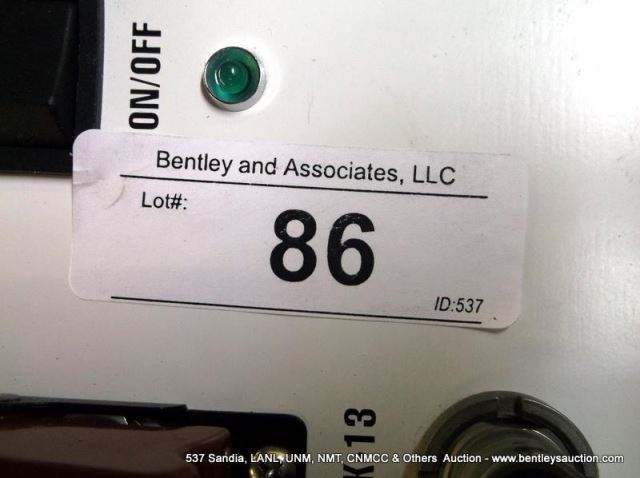 ON/OFF
Bentley and Associates, LLC
Lot#:
86
ID:537
K13
537 Sandia, LANL, UNM, NMT, CNMCC & Others Auction - www.bentleysauction.com